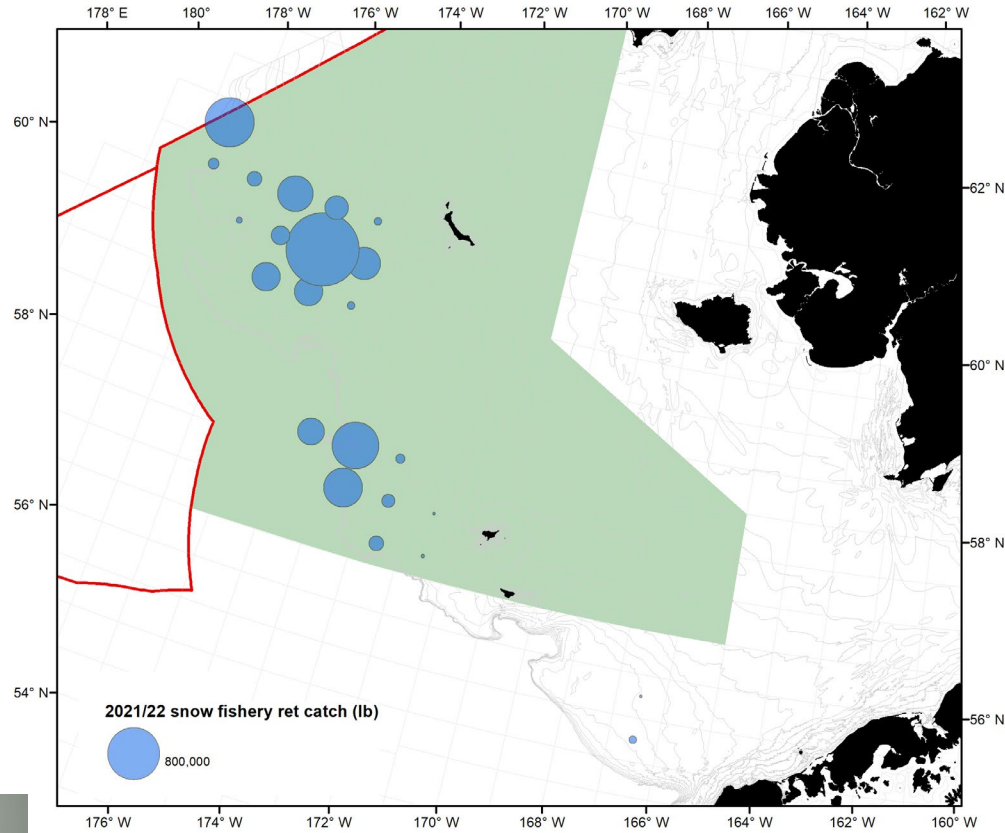 178° E 180° 178° W 176° W 174° W 172° W 170° W 168° W 166° W 164° W 162° W
60° N
62° N
58° N
60° N
56° N
58° N
54° N
56° N
2021/22 snow fishery ret catch (lb)
800,000
176° W 174° W 172° W 170° W 168° W 166° W 164° W 162° W 160° W